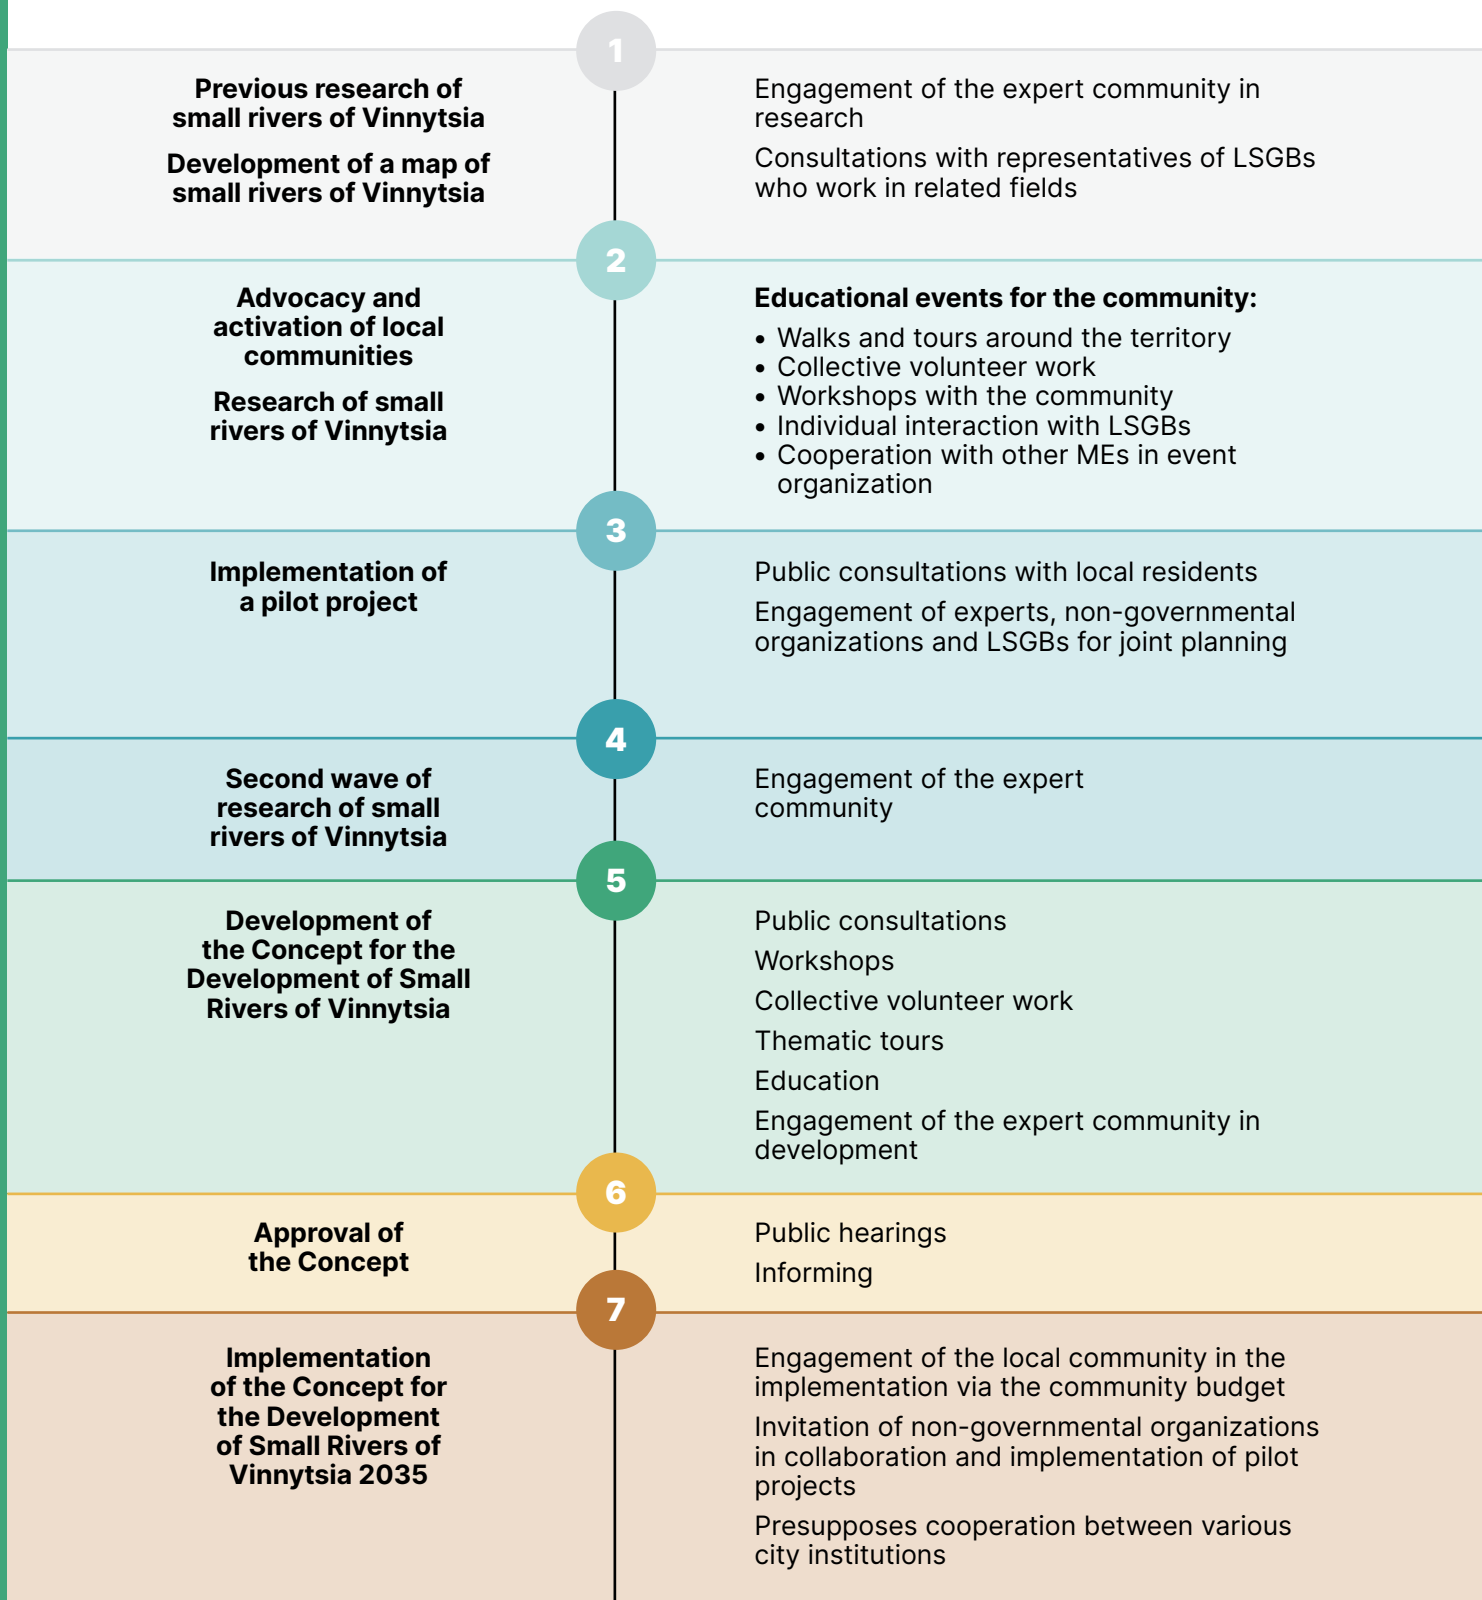 1
Previous research of
small rivers of Vinnytsia
Development of a map of
small rivers of Vinnytsia
Engagement of the expert community in
research
Consultations with representatives of LSGBs
who work in related fields
2
Advocacy and
activation of local
communities
Research of small
rivers of Vinnytsia
Educational events for the community:
• Walks and tours around the territory
• Collective volunteer work
• Workshops with the community
• Individual interaction with LSGBs
• Cooperation with other MEs in event
organization
3
Implementation of
a pilot project
Public consultations with local residents
Engagement of experts, non-governmental
organizations and LSGBs for joint planning
4
Second wave of
research of small
rivers of Vinnytsia
Engagement of the expert
community
5
Development of
the Concept for the
Development of Small
Rivers of Vinnytsia
Public consultations
Workshops
Collective volunteer work
Thematic tours
Education
Engagement of the expert community in
development
6
Approval of
the Concept
Public hearings
Informing
7
Implementation
of the Concept for
the Development
of Small Rivers of
Vinnytsia 2035
Engagement of the local community in the
implementation via the community budget
Invitation of non-governmental organizations
in collaboration and implementation of pilot
projects
Presupposes cooperation between various
city institutions